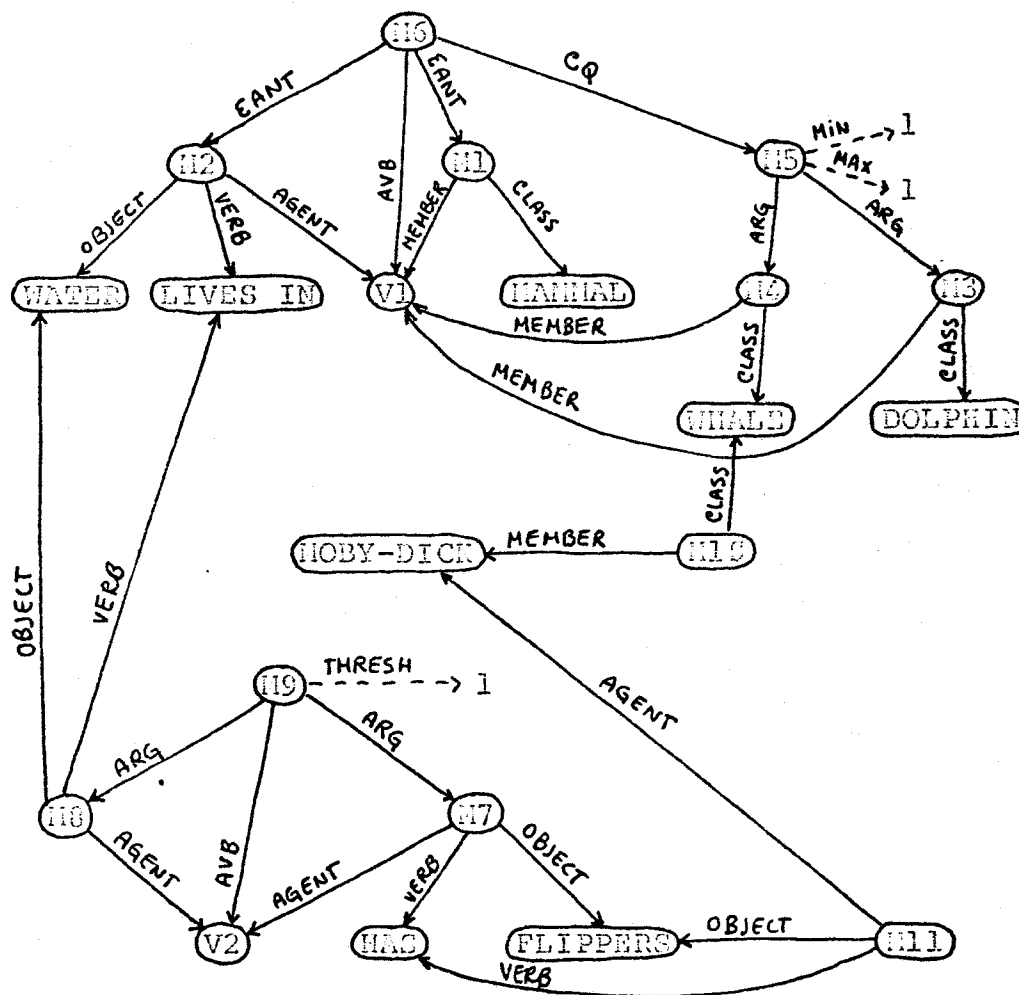 M6
EANT
AVB
EANT
CQ
M2
M1
M5
MIN
1
MAX
1
OBJECT
VERB
AGENT
MEMBER
CLASS
ARG
ARG
WATER
LIVES IN
V1
MAMMAL
M4
M3
MEMBER
CLASS
CLASS
MEMBER
WHALE
DOLPHIN
CLASS
MOBY-DICK
MEMBER
M10
OBJECT
VERB
M9
THRESH
1
AGENT
ARG
ARG
M8
M7
AGENT
AVB
AGENT
VERB
OBJECT
V2
HAS
FLIPPERS
OBJECT
M11
VERB